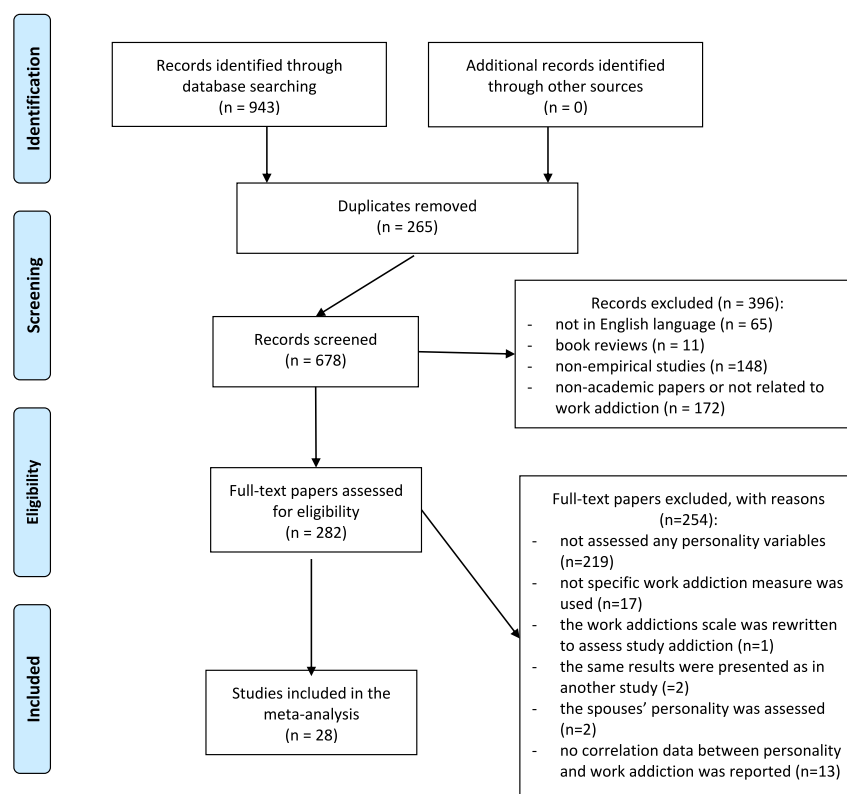 Identification
Records identified through
database searching
(n = 943)
Additional records identified
through other sources
(n = 0)
Duplicates removed
(n = 265)
Screening
Records screened
(n = 678)
Records excluded (n = 396):
- not in English language (n = 65)
- book reviews (n = 11)
- non-empirical studies (n =148)
- non-academic papers or not related to
work addiction (n = 172)
Eligibility
Full-text papers assessed
for eligibility
(n = 282)
Full-text papers excluded, with reasons
(n=254):
- not assessed any personality variables
(n=219)
- not specific work addiction measure was
used (n=17)
- the work addictions scale was rewritten
to assess study addiction (n=1)
- the same results were presented as in
another study (=2)
- the spouses’ personality was assessed
(n=2)
- no correlation data between personality
and work addiction was reported (n=13)
Included
Studies included in the
meta-analysis
(n = 28)